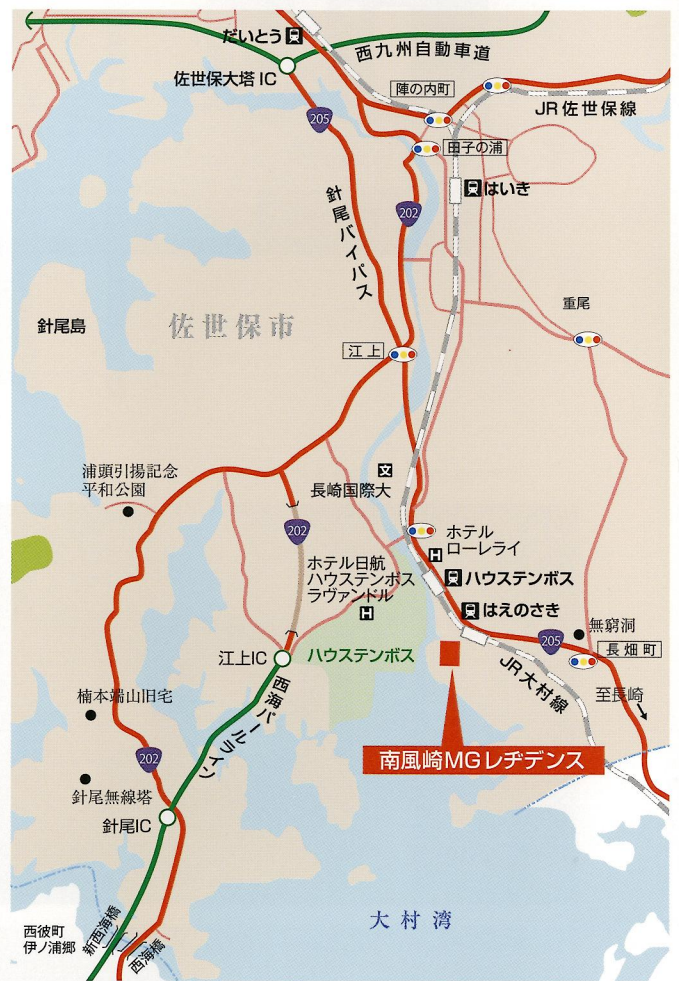 だいとう
西九州自動車道
佐世保大塔IC
陣の内町
JR佐世保線
205
田子の浦
はいき
針尾バイパス
202
重尾
針尾島
佐世保市
江上
浦頭引揚記念
平和公園
文
長崎国際大
202
ホテル
ローレライ
H
ホテル日航
ハウステンボス
ラヴァンドル
H
ハウステンボス
はえのさき
無窮洞
205
長畑町
江上IC
ハウステンボス
西海パールライン
JR大村線
至長崎
楠本端山旧宅
202
南風崎MGレヂデンス
針尾無線塔
針尾IC
大村湾
西彼町
伊ノ浦郷
新西海橋
西海橋